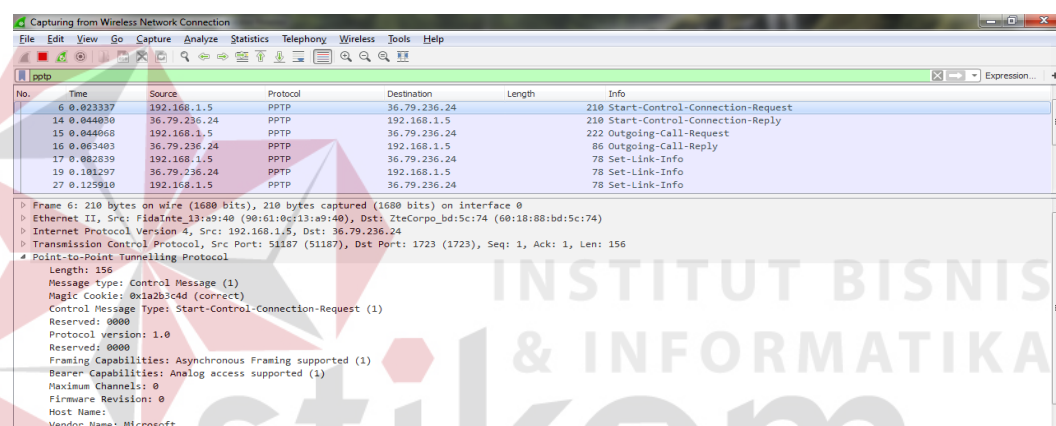 Capturing from Wireless Network Connection
File Edit View Go Capture Analyze Statistics Telephony Wireless Tools Help
pptp Expression... +
No. Time Source Protocol Destination Length Info
6 0.023337 192.168.1.5 PPTP 36.79.236.24 210 Start-Control-Connection-Request
14 0.044030 36.79.236.24 PPTP 192.168.1.5 210 Start-Control-Connection-Reply
15 0.044068 192.168.1.5 PPTP 36.79.236.24 222 Outgoing-Call-Request
16 0.063403 36.79.236.24 PPTP 192.168.1.5 86 Outgoing-Call-Reply
17 0.082839 192.168.1.5 PPTP 36.79.236.24 78 Set-Link-Info
19 0.101297 36.79.236.24 PPTP 192.168.1.5 78 Set-Link-Info
27 0.125910 192.168.1.5 PPTP 36.79.236.24 78 Set-Link-Info
Frame 6: 210 bytes on wire (1680 bits), 210 bytes captured (1680 bits) on interface 0
Ethernet II, Src: FidaInte_13:a9:40 (90:61:0c:13:a9:40), Dst: ZteCorpo_bd:5c:74 (60:18:88:bd:5c:74)
Internet Protocol Version 4, Src: 192.168.1.5, Dst: 36.79.236.24
Transmission Control Protocol, Src Port: 51187 (51187), Dst Port: 1723 (1723), Seq: 1, Ack: 1, Len: 156
Point-to-Point Tunnelling Protocol
Length: 156
Message type: Control Message (1)
Magic Cookie: 0x1a2b3c4d (correct)
Control Message Type: Start-Control-Connection-Request (1)
Reserved: 0000
Protocol version: 1.0
Reserved: 0000
Framing Capabilities: Asynchronous Framing supported (1)
Bearer Capabilities: Analog access supported (1)
Maximum Channels: 0
Firmware Revision: 0
Host Name:
Vendor Name: Microsoft
INSTITUT BISNIS
& INFORMATIKA
stikom